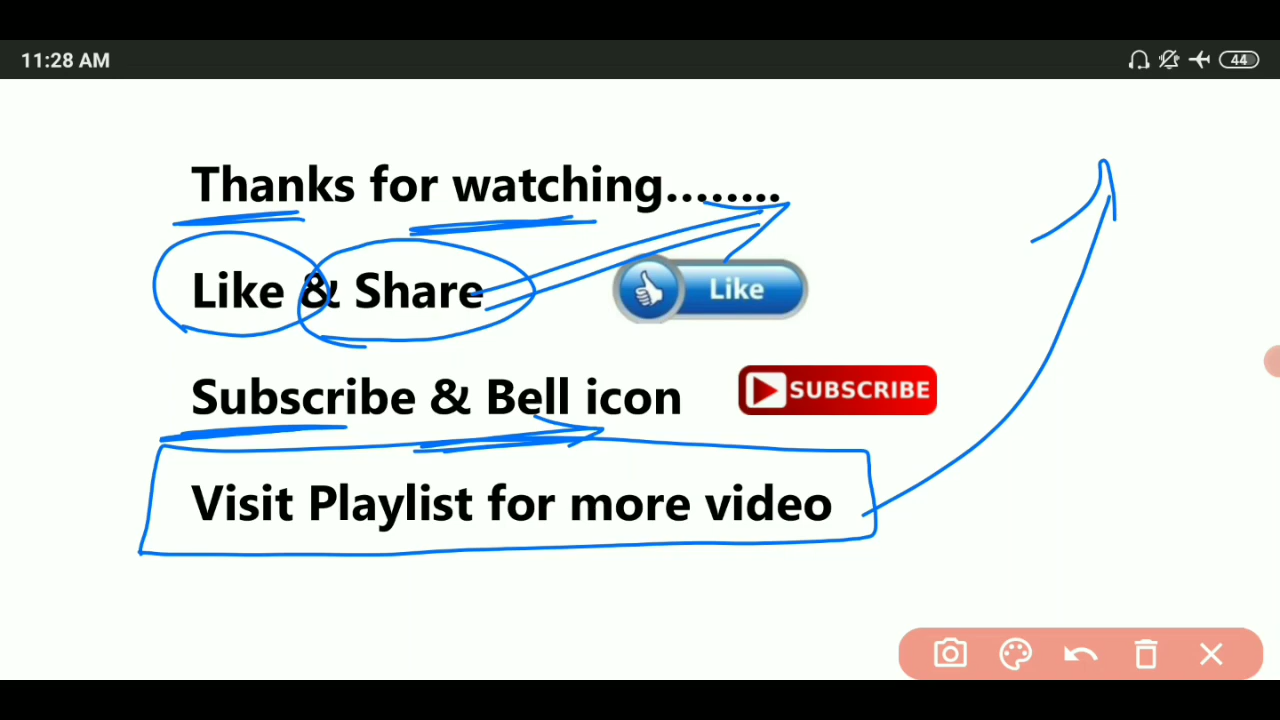 11:28 AM 44
Thanks for watching........
Like & Share Like
Subscribe & Bell icon SUBSCRIBE
Visit Playlist for more video